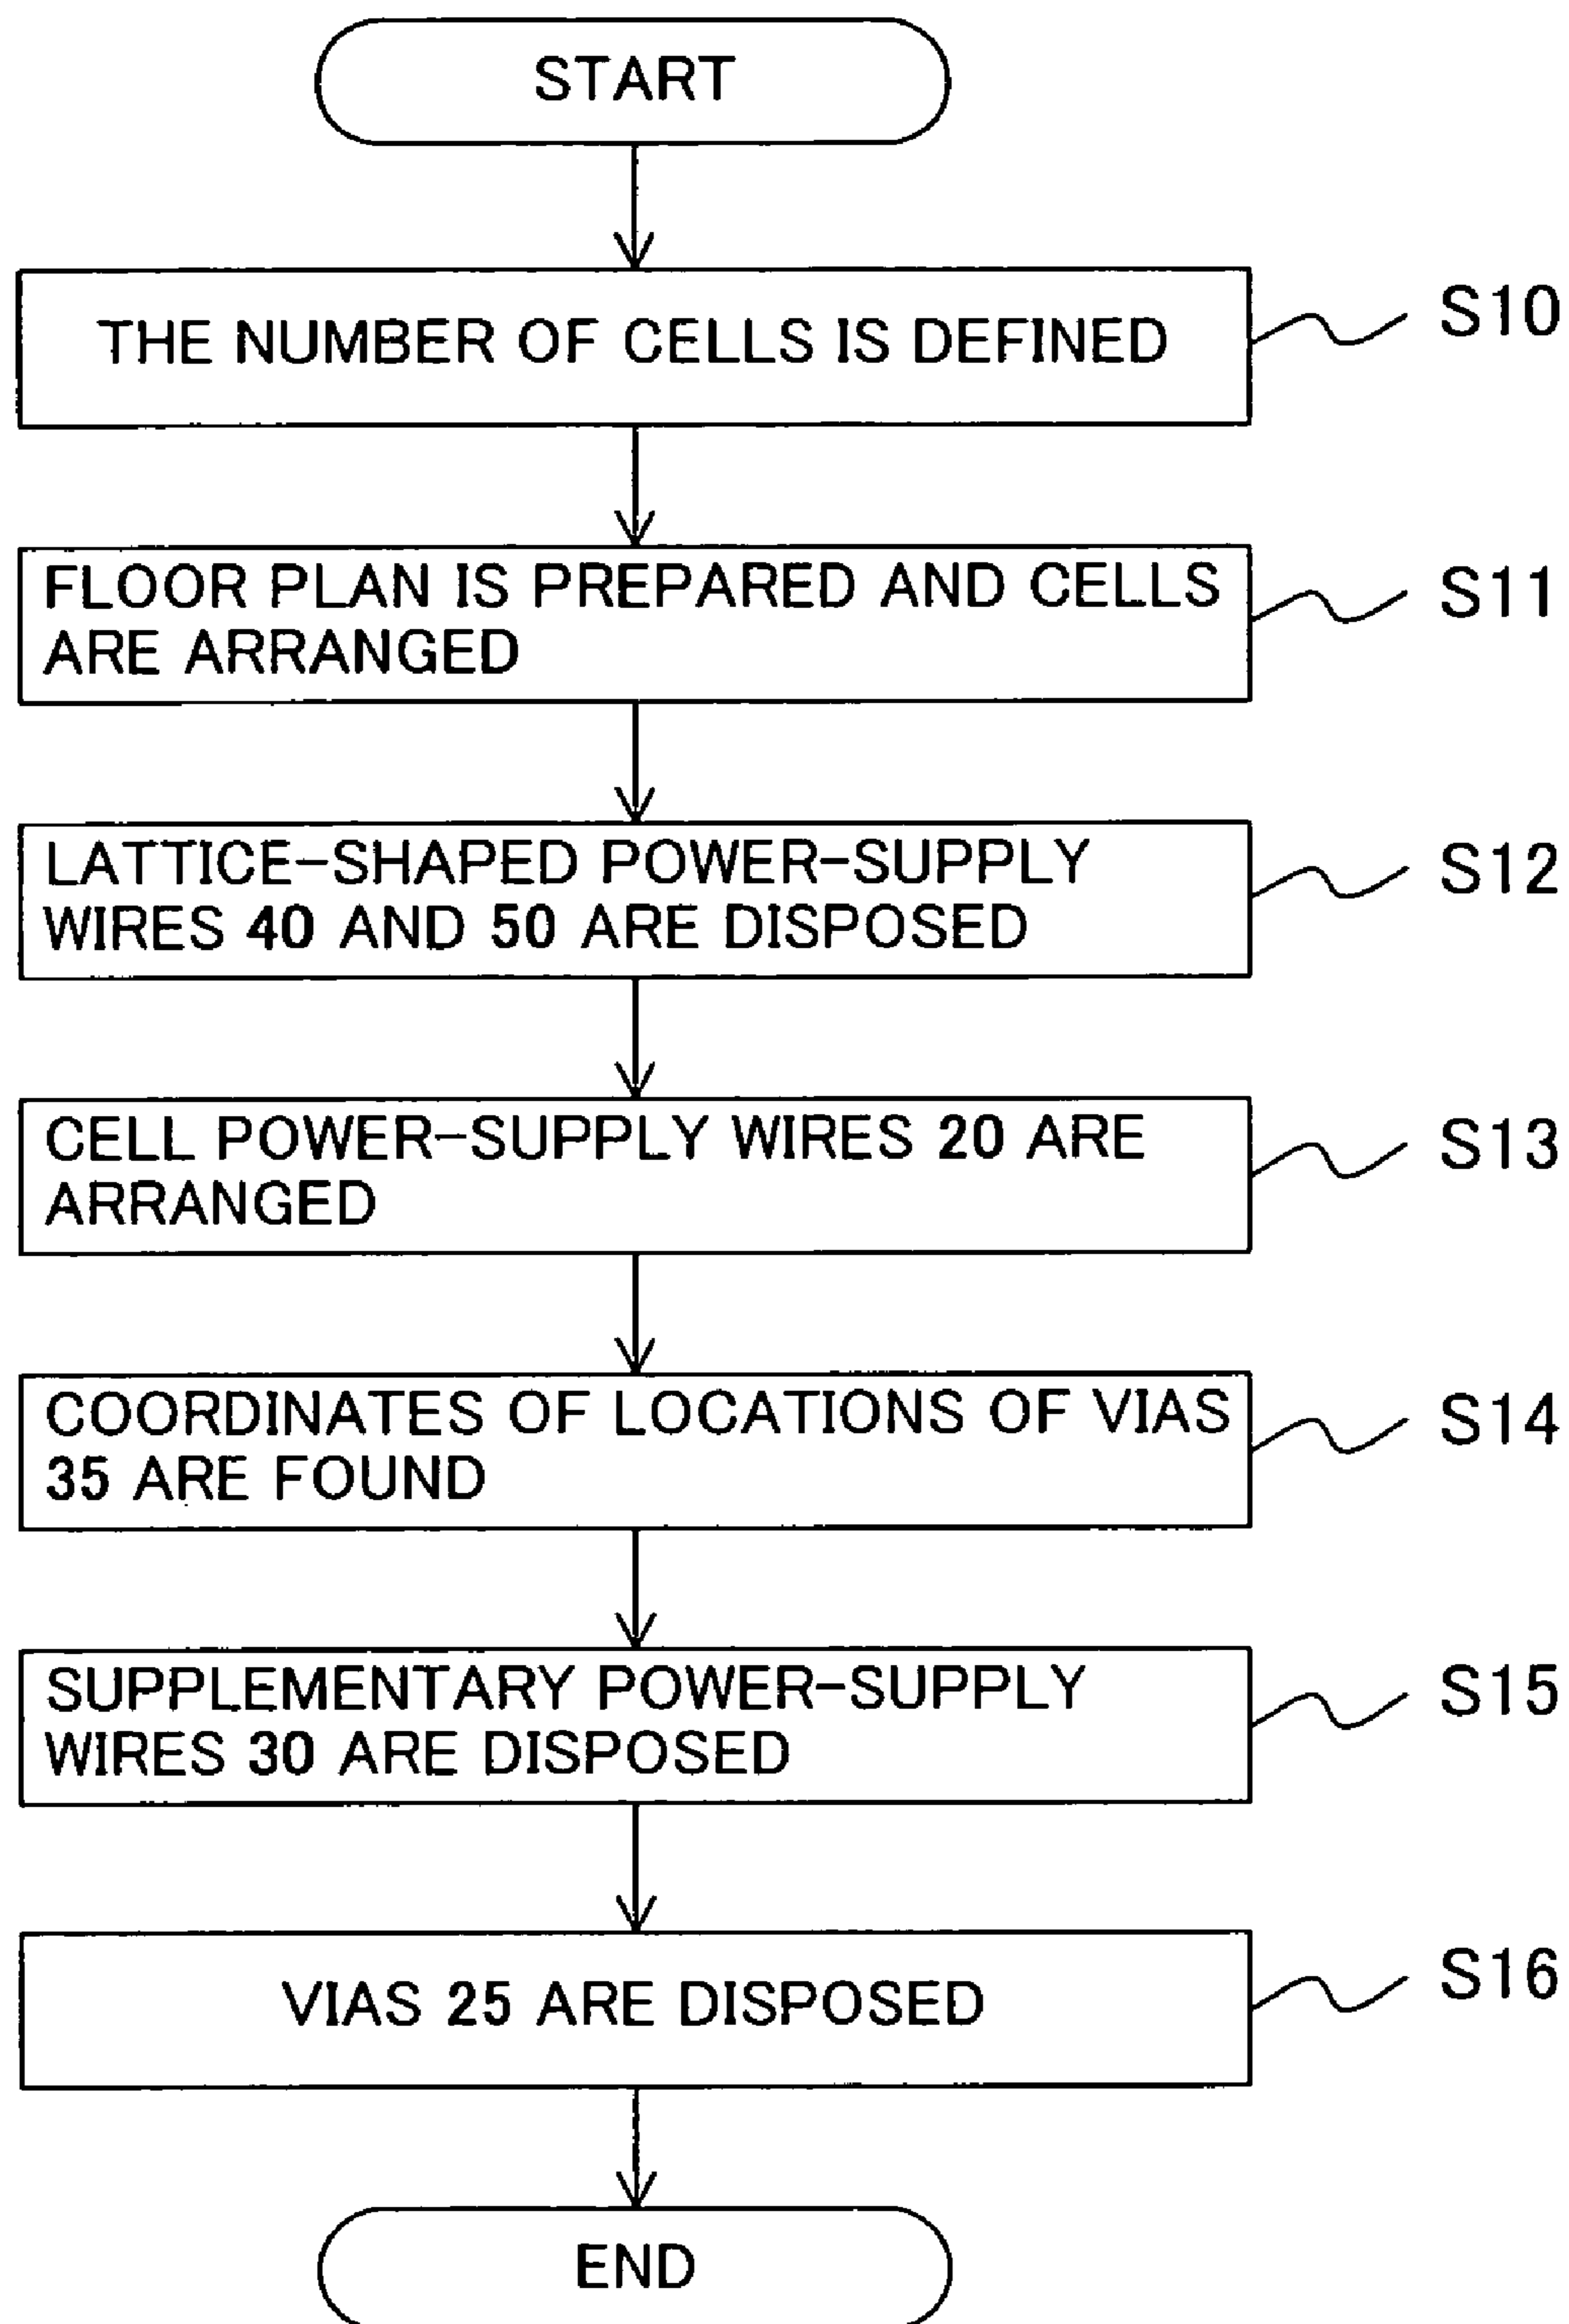 START
THE NUMBER OF CELLS IS DEFINED
S10
FLOOR PLAN IS PREPARED AND CELLS
ARE ARRANGED
S11
LATTICE-SHAPED POWER-SUPPLY
WIRES 40 AND 50 ARE DISPOSED
S12
CELL POWER-SUPPLY WIRES 20 ARE
ARRANGED
S13
COORDINATES OF LOCATIONS OF VIAS
35 ARE FOUND
S14
SUPPLEMENTARY POWER-SUPPLY
WIRES 30 ARE DISPOSED
S15
VIAS 25 ARE DISPOSED
S16
END